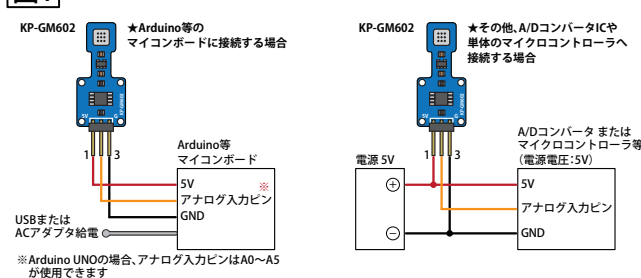 KP-GM602
★Arduino等の
マイコンボードに接続する場合
5V
G
KP-GM602
1
3
Arduino等
マイコンボード
5V
※
アナログ入力ピン
GND
USBまたは
ACアダプタ給電
※Arduino UNOの場合、アナログ入力ピンはA0〜A5
が使用できます
KP-GM602
★その他、A/DコンバータICや
単体のマイクロコントローラへ
接続する場合
5V
G
KP-GM602
1
3
電源 5V
+
−
A/Dコンバータ または
マイクロコントローラ等
（電源電圧：5V）
5V
アナログ入力ピン
GND